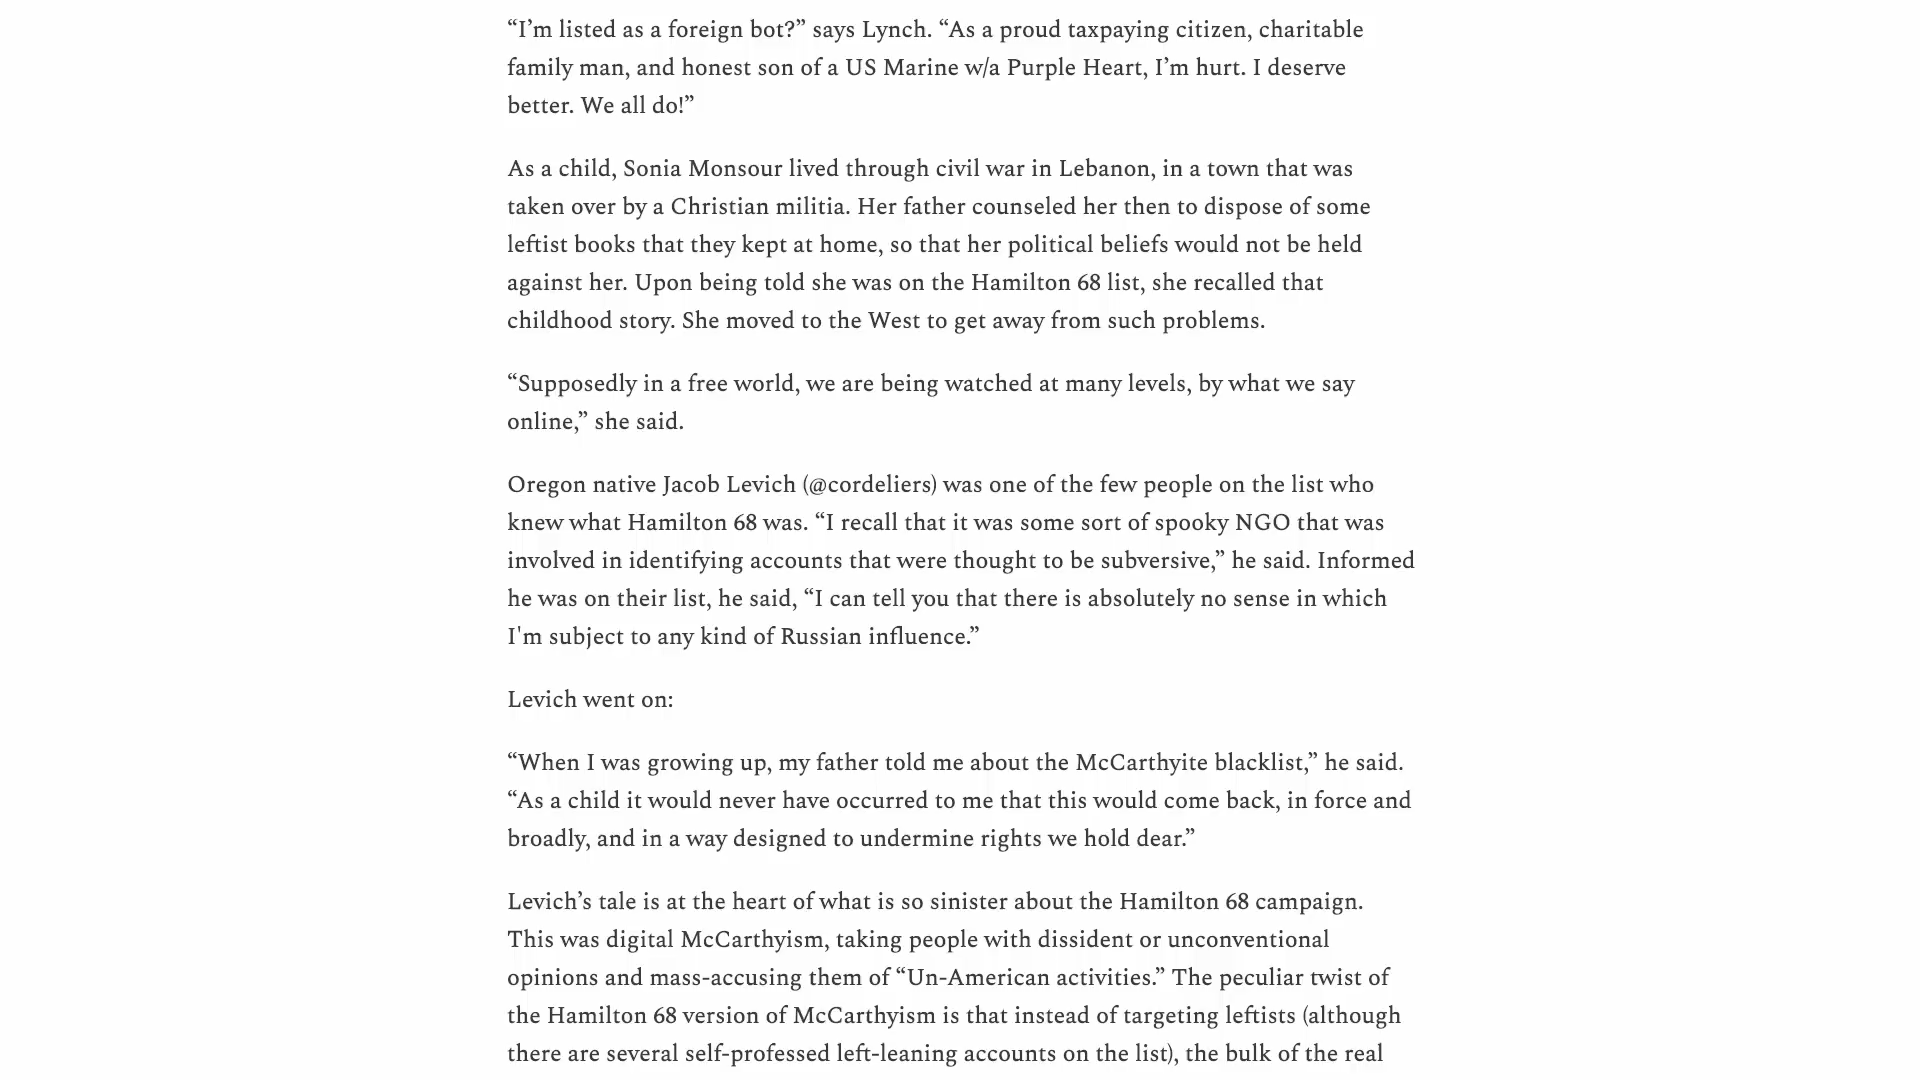 “I’m listed as a foreign bot?” says Lynch. “As a proud taxpaying citizen, charitable
family man, and honest son of a US Marine w/a Purple Heart, I’m hurt. I deserve
better. We all do!”
As a child, Sonia Monsour lived through civil war in Lebanon, in a town that was
taken over by a Christian militia. Her father counseled her then to dispose of some
leftist books that they kept at home, so that her political beliefs would not be held
against her. Upon being told she was on the Hamilton 68 list, she recalled that
childhood story. She moved to the West to get away from such problems.
“Supposedly in a free world, we are being watched at many levels, by what we say
online,” she said.
Oregon native Jacob Levich (@cordeliers) was one of the few people on the list who
knew what Hamilton 68 was. “I recall that it was some sort of spooky NGO that was
involved in identifying accounts that were thought to be subversive,” he said. Informed
he was on their list, he said, “I can tell you that there is absolutely no sense in which
I'm subject to any kind of Russian influence.”
Levich went on:
“When I was growing up, my father told me about the McCarthyite blacklist,” he said.
“As a child it would never have occurred to me that this would come back, in force and
broadly, and in a way designed to undermine rights we hold dear.”
Levich’s tale is at the heart of what is so sinister about the Hamilton 68 campaign.
This was digital McCarthyism, taking people with dissident or unconventional
opinions and mass-accusing them of “Un-American activities.” The peculiar twist of
the Hamilton 68 version of McCarthyism is that instead of targeting leftists (although
there are several self-professed left-leaning accounts on the list), the bulk of the real